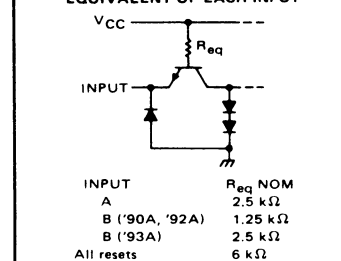 EQUIVALENT OF EACH INPUT
VCC
Req
INPUT
INPUT Req NOM
A 2.5 kΩ
B ('90A, '92A) 1.25 kΩ
B ('93A) 2.5 kΩ
All resets 6 kΩ